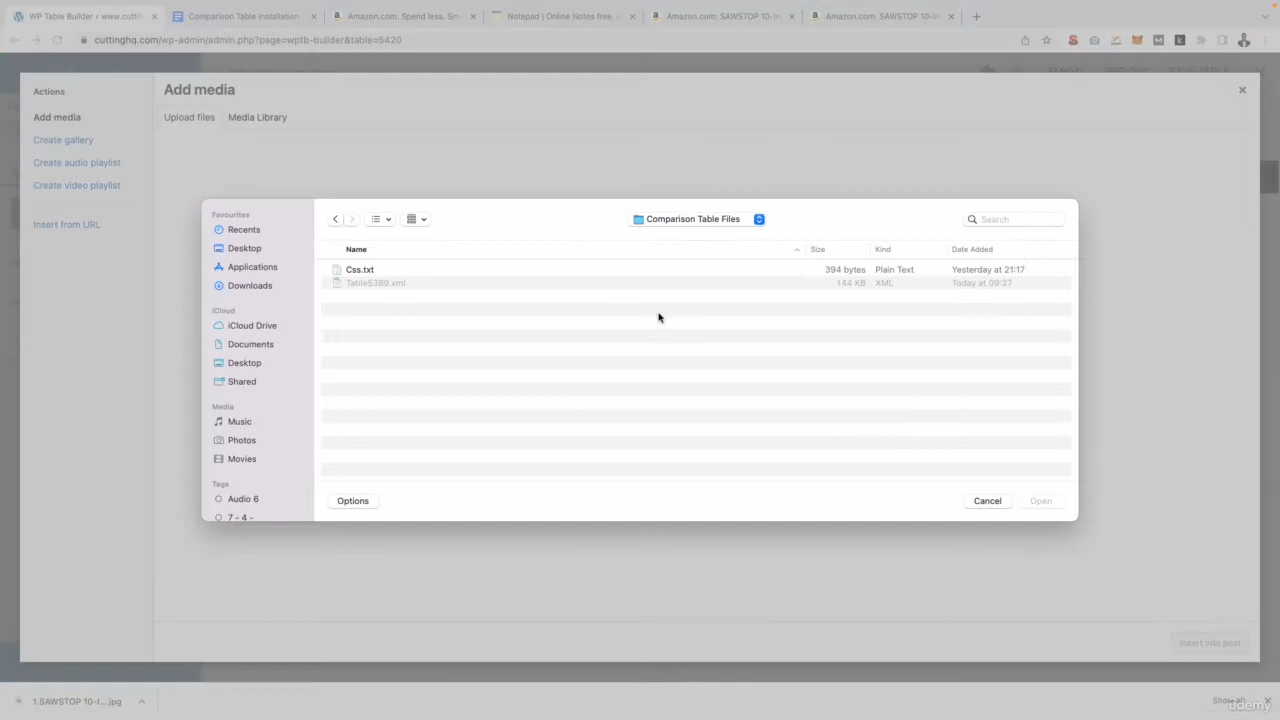 WP Table Builder ‹ www.cuttin
Comparison Table Installation
Amazon.com. Spend less. Sm
Notepad | Online Notes free, v
Amazon.com: SAWSTOP 10-In
Amazon.com: SAWSTOP 10-In
cuttinghq.com/wp-admin/admin.php?page=wptb-builder&table=5420
Actions
Add media
Create gallery
Create audio playlist
Create video playlist
Insert from URL
Add media
Upload files
Media Library
Favourites
Recents
Desktop
Applications
Downloads
iCloud
iCloud Drive
Documents
Desktop
Shared
Media
Music
Photos
Movies
Tags
Audio 6
7 - 4 -
Comparison Table Files
Search
Name Size Kind Date Added
Css.txt 394 bytes Plain Text Yesterday at 21:17
Table5389.xml 144 KB XML Today at 09:27
Options
Cancel
Open
Insert into post
1.SAWSTOP 10-I....jpg
Show all
udemy